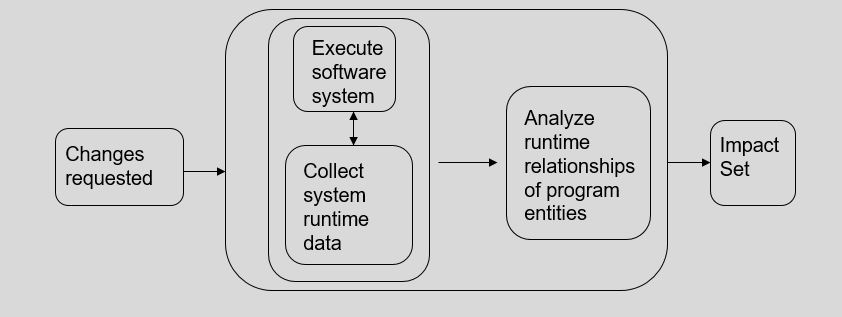 Changes
requested
Execute
software
system
Collect
system
runtime
data
Analyze
runtime
relationships
of program
entities
Impact
Set